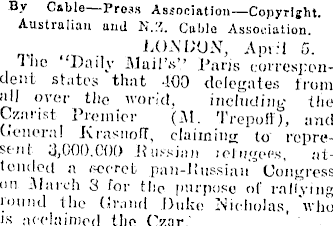 By Cable—Press Association—Copyright.
Australian and N.Z. Cable Association.
LONDON, April 5.
The "Daily Mail's" Paris correspon-
dent states that 400 delegates from
all over the world, including the
Czarist Premier (M. Trepoff), and
General Krasnoff, claiming to repre-
sent 3,000,000 Russian refugees, at-
tended a secret pan-Russian Congress
on March 3 for the purpose of rallying
round the Grand Duke Nicholas, who
is acclaimed the Czar.